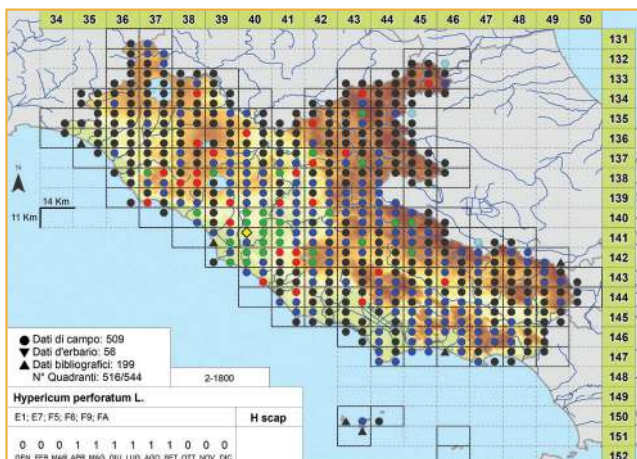 34 35 36 37 38 39 40 41 42 43 44 45 46 47 48 49 50
131
132
133
134
135
136
137
138
139
140
141
142
143
144
145
146
147
148
149
150
151
152
N
14 Km
11 Km
Dati di campo: 509
Dati d'erbario: 56
Dati bibliografici: 199
N° Quadranti: 516/544
2-1800
Hypericum perforatum L.
E1; E7; F5; F6; F9; FA
H scap
0 0 0 1 1 1 1 1 1 0 0 0
GEN FEB MAR APR MAG GIU LUG AGO SET OTT NOV DIC